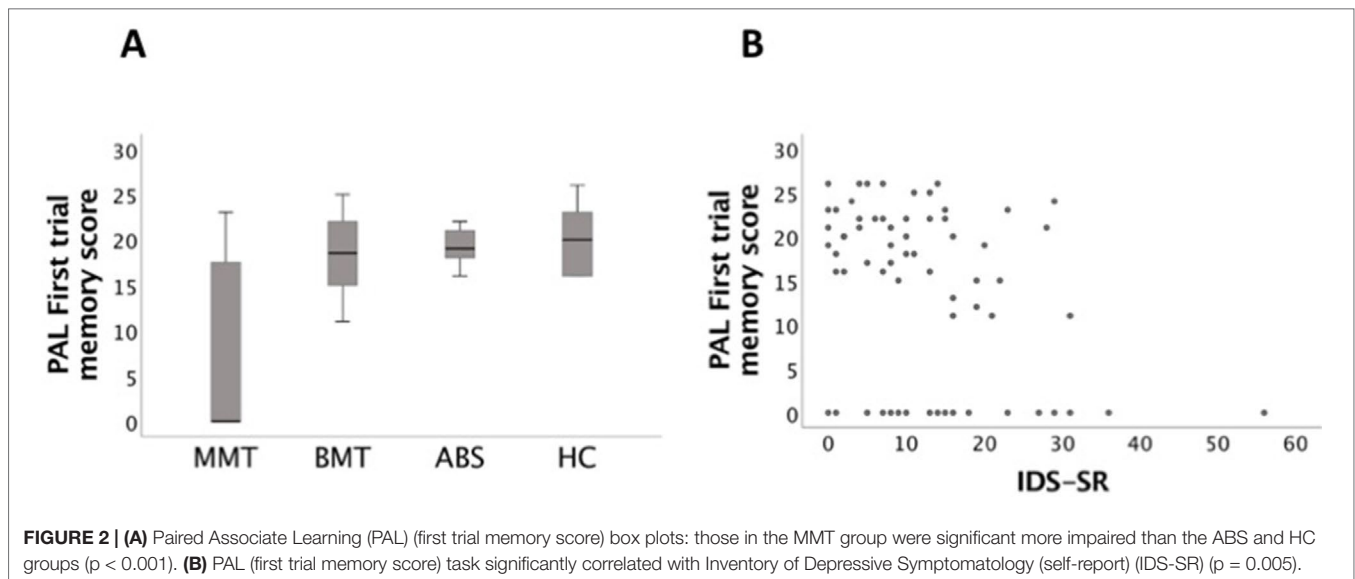 A
B
PAL First trial
memory score
30
25
20
15
10
5
0
MMT BMT ABS HC
PAL First trial
memory score
30
25
20
15
10
5
0
0 10 20 30 40 50 60
IDS–SR
FIGURE 2 | (A) Paired Associate Learning (PAL) (first trial memory score) box plots: those in the MMT group were significant more impaired than the ABS and HC
groups (p < 0.001). (B) PAL (first trial memory score) task significantly correlated with Inventory of Depressive Symptomatology (self-report) (IDS-SR) (p = 0.005).